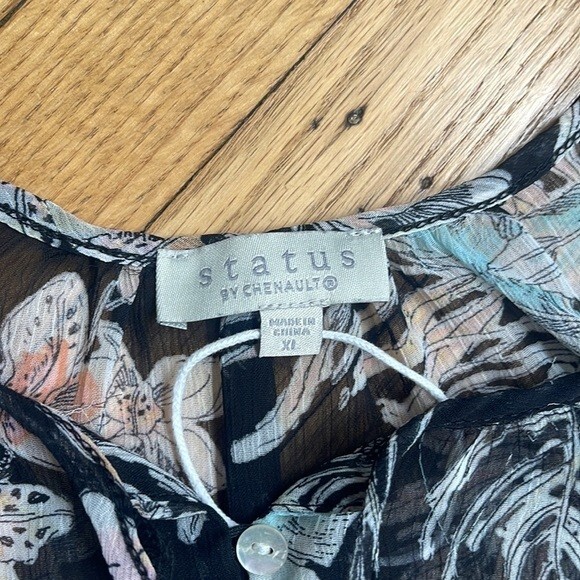 status
BY CHENAULT®
MADE IN
CHINA
XL